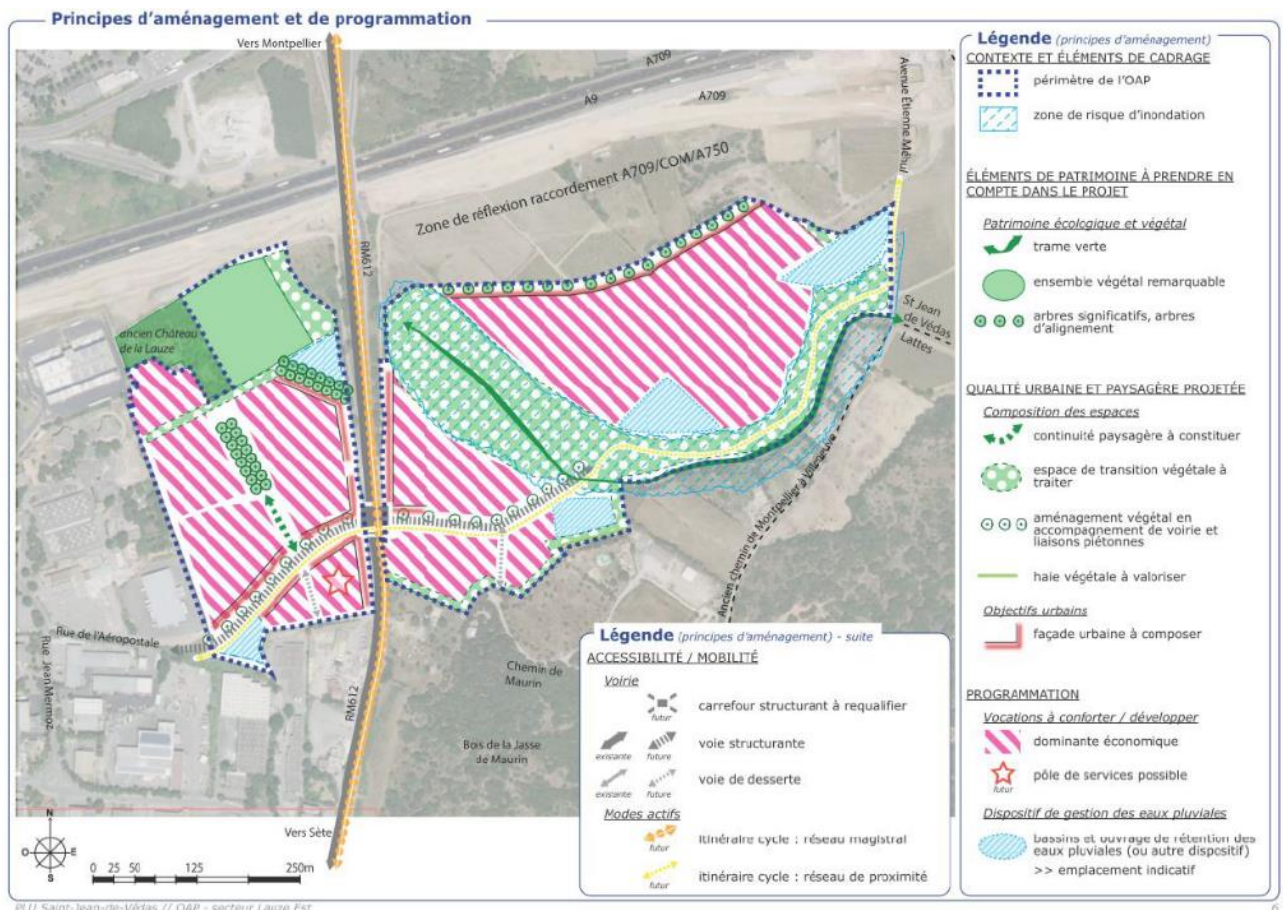 Principes d'aménagement et de programmation
Vers Montpellier
A709
A9
A709
Avenue Étienne Méhul
Zone de réflexion raccordement A709/COM/A750
RM612
ancien Château
de la Lauze
St Jean
de Védas
Lattes
Ancien chemin de Montpellier à Villeneuve
Rue de l'Aéropostale
Rue Jean Mermoz
RM612
Chemin de
Maurin
Bois de la Jasse
de Maurin
Vers Sète
N
O
E
S
0 25 50 125 250m
Légende (principes d'aménagement) - suite
ACCESSIBILITÉ / MOBILITÉ
Voirie
futur
carrefour structurant à requalifier
existante future
voie structurante
existante future
voie de desserte
Modes actifs
futur
itinéraire cycle : réseau magistral
futur
itinéraire cycle : réseau de proximité
Légende (principes d'aménagement)
CONTEXTE ET ÉLÉMENTS DE CADRAGE
périmètre de l'OAP
zone de risque d'inondation
ÉLÉMENTS DE PATRIMOINE À PRENDRE EN
COMPTE DANS LE PROJET
Patrimoine écologique et végétal
trame verte
ensemble végétal remarquable
arbres significatifs, arbres
d'alignement
QUALITÉ URBAINE ET PAYSAGÈRE PROJETÉE
Composition des espaces
continuité paysagère à constituer
espace de transition végétale à
traiter
aménagement végétal en
accompagnement de voirie et
liaisons piétonnes
haie végétale à valoriser
Objectifs urbains
façade urbaine à composer
PROGRAMMATION
Vocations à conforter / développer
dominante économique
futur
pôle de services possible
Dispositif de gestion des eaux pluviales
bassins et ouvrage de rétention des
eaux pluviales (ou autre dispositif)
>> emplacement indicatif
PLU Saint-Jean-de-Védas // OAP - secteur Lauze Est
6